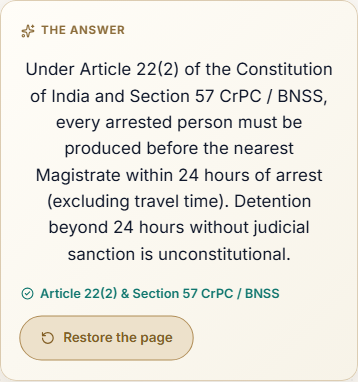 THE ANSWER
Under Article 22(2) of the Constitution
of India and Section 57 CrPC / BNSS,
every arrested person must be
produced before the nearest
Magistrate within 24 hours of arrest
(excluding travel time). Detention
beyond 24 hours without judicial
sanction is unconstitutional.
Article 22(2) & Section 57 CrPC / BNSS
Restore the page